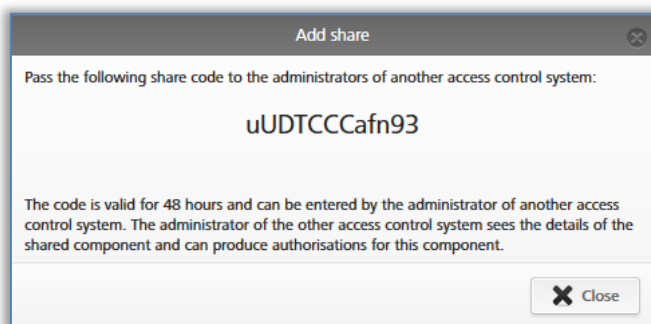 Add share
Pass the following share code to the administrators of another access control system:
uUDTCCCafn93
The code is valid for 48 hours and can be entered by the administrator of another access
control system. The administrator of the other access control system sees the details of the
shared component and can produce authorisations for this component.
Close